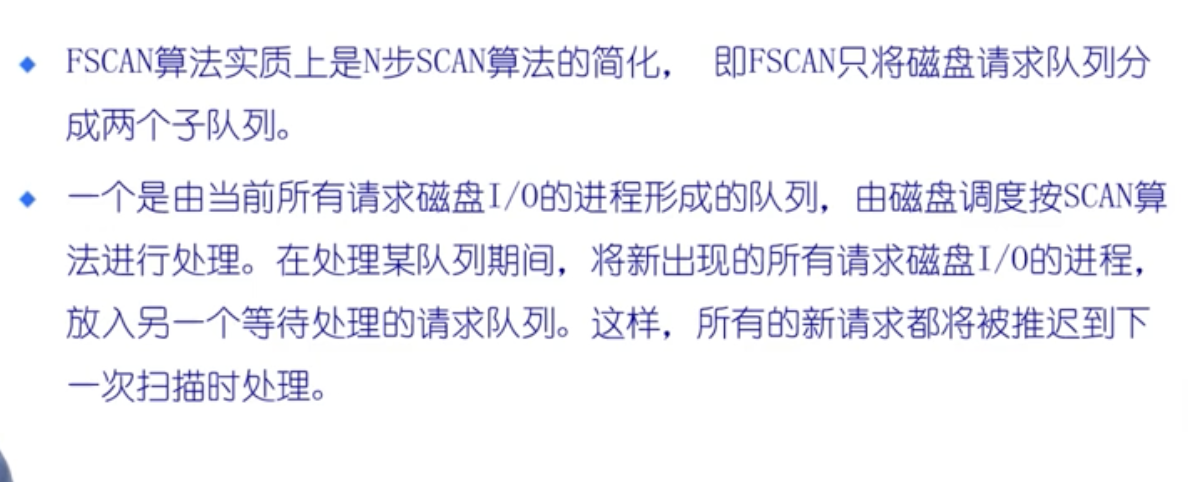 FSCAN算法实质上是N步SCAN算法的简化， 即FSCAN只将磁盘请求队列分
成两个子队列。
一个是由当前所有请求磁盘I/O的进程形成的队列，由磁盘调度按SCAN算
法进行处理。在处理某队列期间，将新出现的所有请求磁盘I/O的进程，
放入另一个等待处理的请求队列。这样，所有的新请求都将被推迟到下
一次扫描时处理。